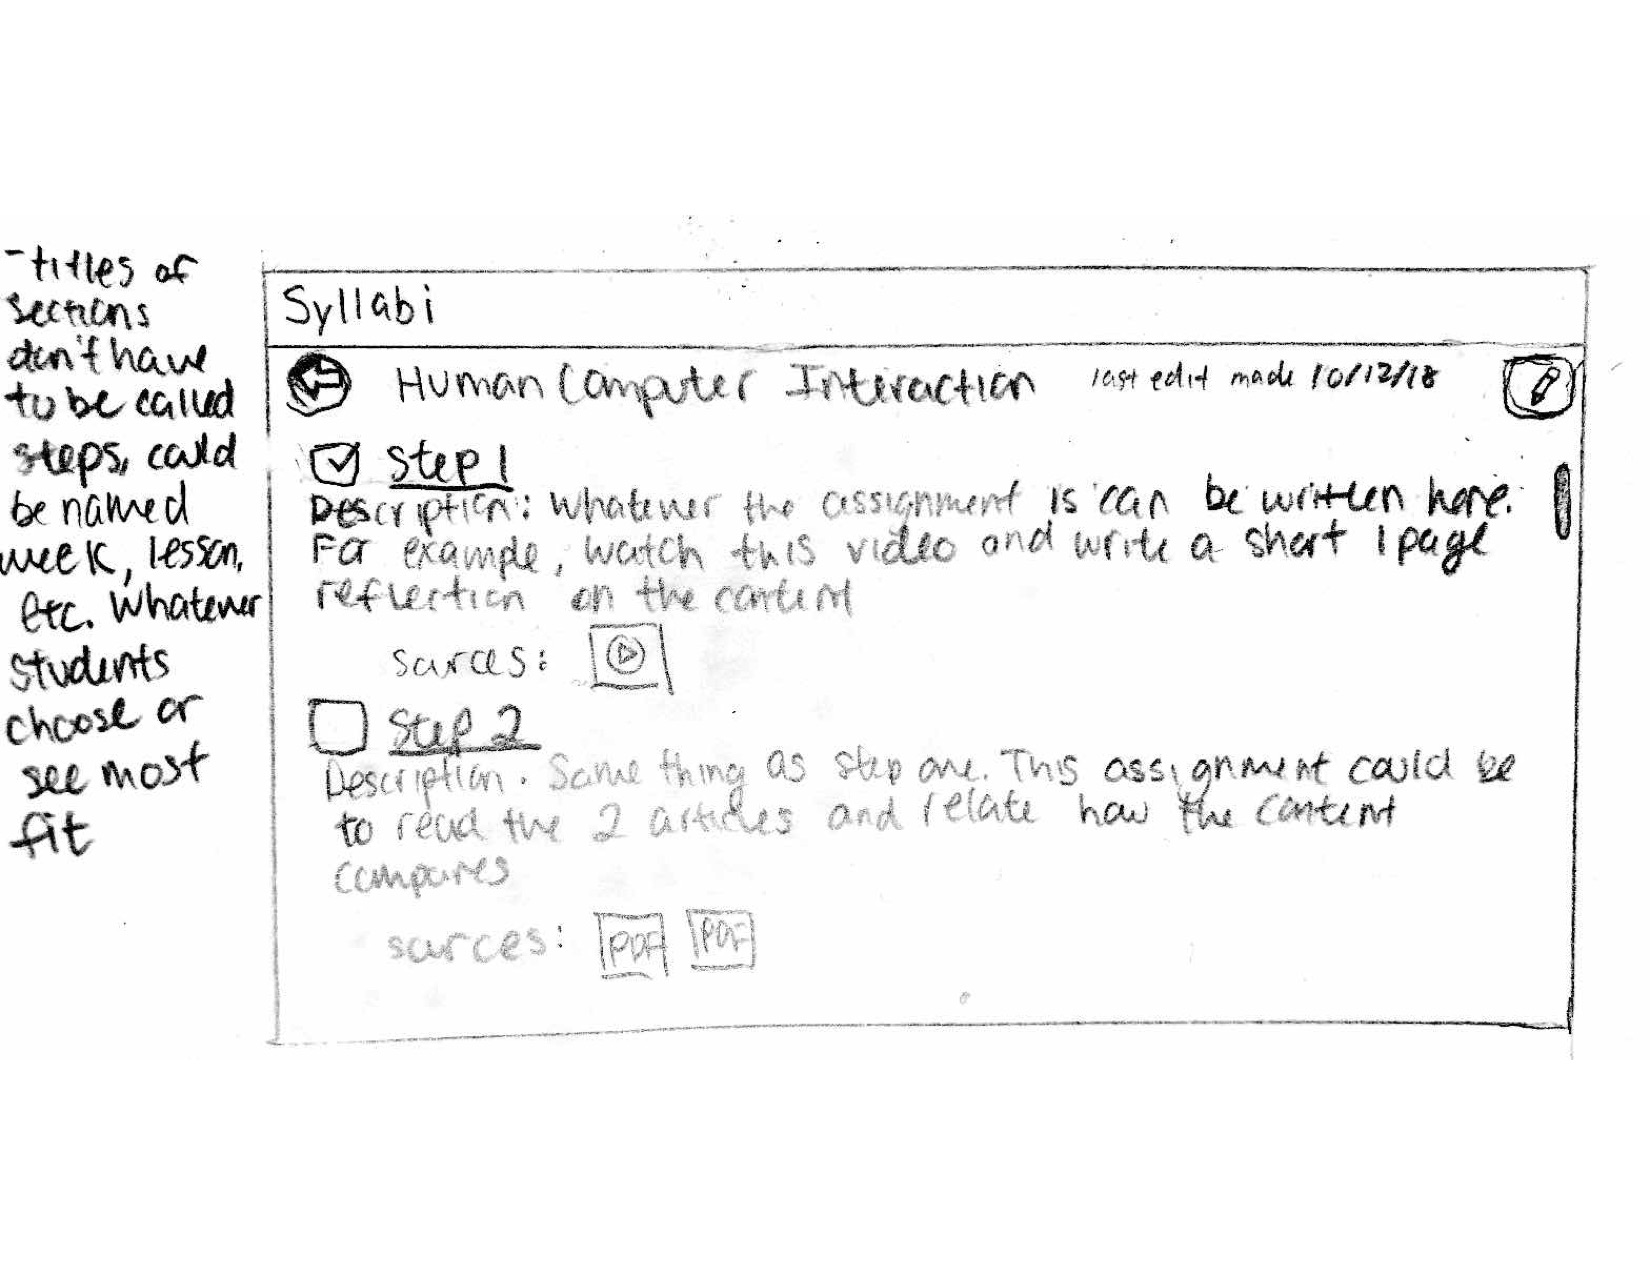 - titles of
sections
don't have
to be called
steps, could
be named
week, lesson,
etc. whatever
students
choose or
see most
fit
Syllabi
Human Computer Interaction last edit made 10/12/18
Step 1
Description: Whatever the assignment is can be written here.
For example, watch this video and write a short 1 page
reflection on the content
sources:
Step 2
Description. Same thing as step one. This assignment could be
to read the 2 articles and relate how the content
compares
sources: PDF PDF